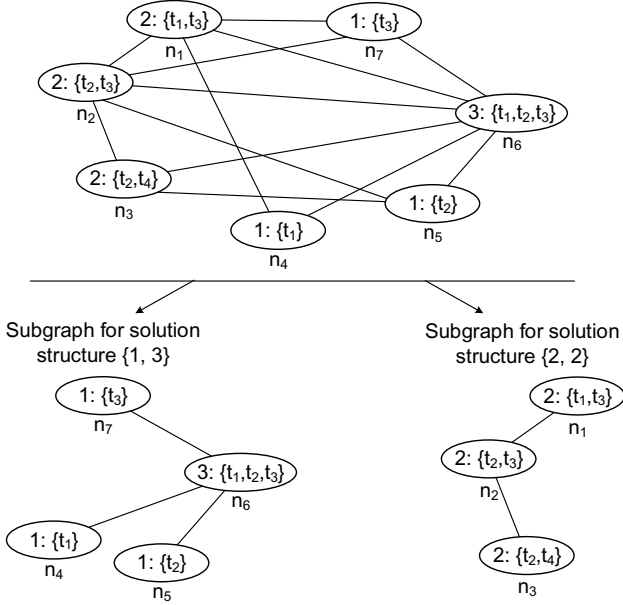 2: {t₁,t₃}
n₁
1: {t₃}
n₇
2: {t₂,t₃}
n₂
3: {t₁,t₂,t₃}
n₆
2: {t₂,t₄}
n₃
1: {t₂}
n₅
1: {t₁}
n₄
Subgraph for solution
structure {1, 3}
1: {t₃}
n₇
3: {t₁,t₂,t₃}
n₆
1: {t₁}
n₄
1: {t₂}
n₅
Subgraph for solution
structure {2, 2}
2: {t₁,t₃}
n₁
2: {t₂,t₃}
n₂
2: {t₂,t₄}
n₃